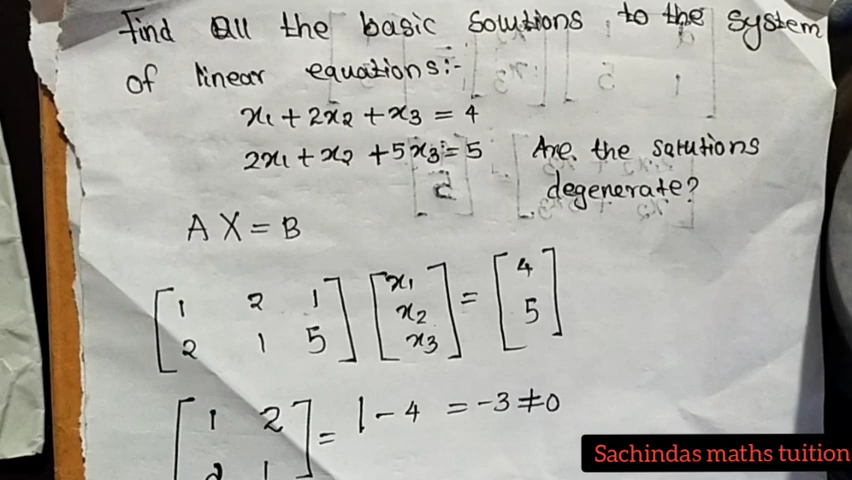 Find all the basic solutions to the system
of linear equations:-
x₁ + 2x₂ + x₃ = 4
2x₁ + x₂ + 5x₃ = 5 Are the solutions
degenerate?
A X = B
[1 2 1] [x₁] = [4]
[2 1 5] [x₂] [5]
[x₃]
[1 2] = 1 - 4 = -3 ≠ 0
[2 1]
Sachindas maths tuition